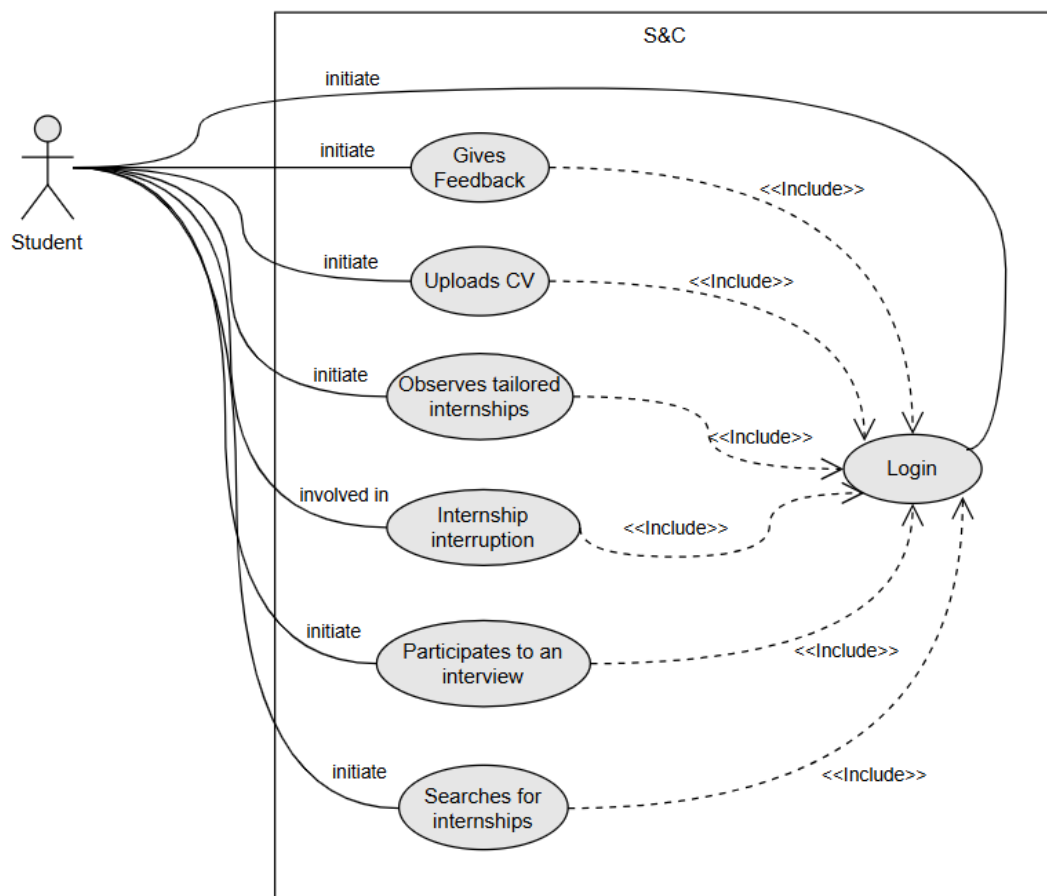 S&C
initiate
initiate
Gives
Feedback
<<Include>>
Student
initiate
Uploads CV
<<Include>>
initiate
Observes tailored
internships
<<Include>>
Login
involved in
Internship
interruption
<<Include>>
initiate
Participates to an
interview
<<Include>>
initiate
Searches for
internships
<<Include>>